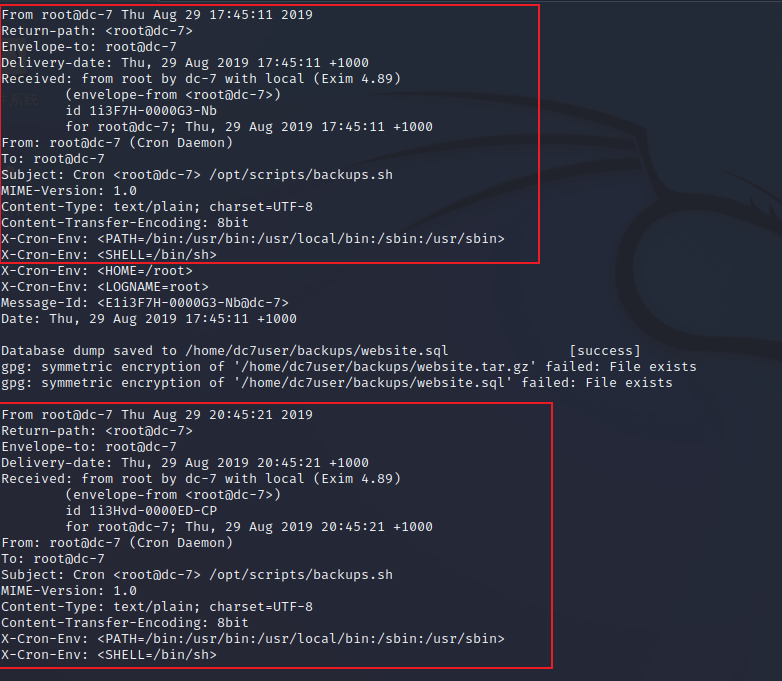 From root@dc-7 Thu Aug 29 17:45:11 2019
Return-path: <root@dc-7>
Envelope-to: root@dc-7
Delivery-date: Thu, 29 Aug 2019 17:45:11 +1000
Received: from root by dc-7 with local (Exim 4.89)
        (envelope-from <root@dc-7>)
        id 1i3F7H-0000G3-Nb
        for root@dc-7; Thu, 29 Aug 2019 17:45:11 +1000
From: root@dc-7 (Cron Daemon)
To: root@dc-7
Subject: Cron <root@dc-7> /opt/scripts/backups.sh
MIME-Version: 1.0
Content-Type: text/plain; charset=UTF-8
Content-Transfer-Encoding: 8bit
X-Cron-Env: <PATH=/bin:/usr/bin:/usr/local/bin:/sbin:/usr/sbin>
X-Cron-Env: <SHELL=/bin/sh>
X-Cron-Env: <HOME=/root>
X-Cron-Env: <LOGNAME=root>
Message-Id: <E1i3F7H-0000G3-Nb@dc-7>
Date: Thu, 29 Aug 2019 17:45:11 +1000

Database dump saved to /home/dc7user/backups/website.sql               [success]
gpg: symmetric encryption of '/home/dc7user/backups/website.tar.gz' failed: File exists
gpg: symmetric encryption of '/home/dc7user/backups/website.sql' failed: File exists

From root@dc-7 Thu Aug 29 20:45:21 2019
Return-path: <root@dc-7>
Envelope-to: root@dc-7
Delivery-date: Thu, 29 Aug 2019 20:45:21 +1000
Received: from root by dc-7 with local (Exim 4.89)
        (envelope-from <root@dc-7>)
        id 1i3Hvd-0000ED-CP
        for root@dc-7; Thu, 29 Aug 2019 20:45:21 +1000
From: root@dc-7 (Cron Daemon)
To: root@dc-7
Subject: Cron <root@dc-7> /opt/scripts/backups.sh
MIME-Version: 1.0
Content-Type: text/plain; charset=UTF-8
Content-Transfer-Encoding: 8bit
X-Cron-Env: <PATH=/bin:/usr/bin:/usr/local/bin:/sbin:/usr/sbin>
X-Cron-Env: <SHELL=/bin/sh>